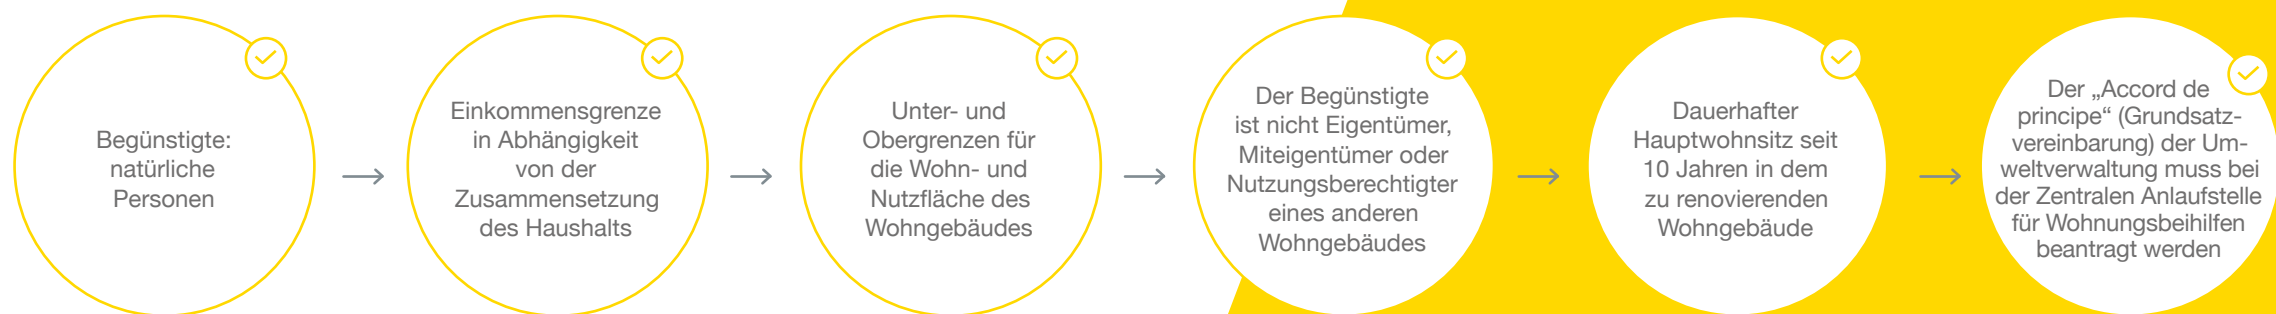 Begünstigte:
natürliche
Personen
Einkommensgrenze
in Abhängigkeit
von der
Zusammensetzung
des Haushalts
Unter- und
Obergrenzen für
die Wohn- und
Nutzfläche des
Wohngebäudes
Der Begünstigte
ist nicht Eigentümer,
Miteigentümer oder
Nutzungsberechtigter
eines anderen
Wohngebäudes
Dauerhafter
Hauptwohnsitz seit
10 Jahren in dem
zu renovierenden
Wohngebäude
Der „Accord de
principe“ (Grundsatz-
vereinbarung) der Um-
weltverwaltung muss bei
der Zentralen Anlaufstelle
für Wohnungsbeihilfen
beantragt werden